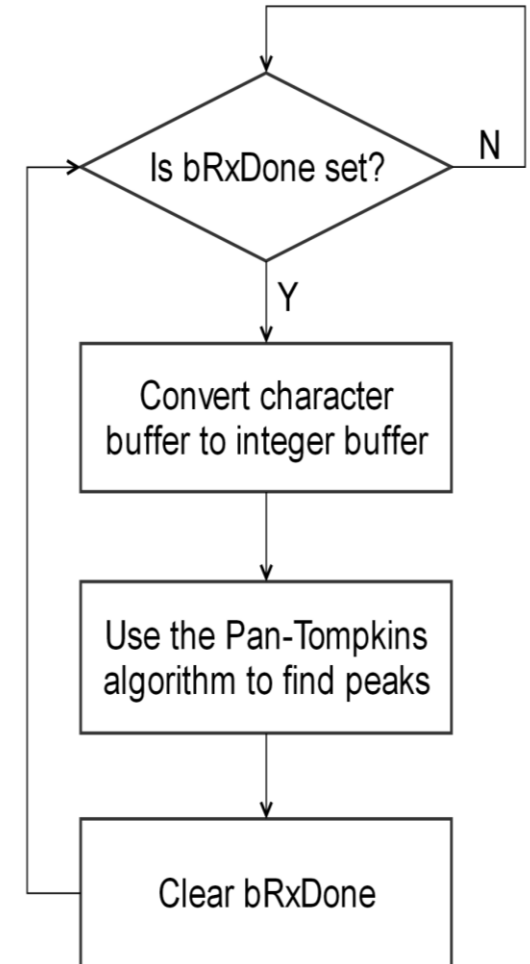 Is bRxDone set?
N
Y
Convert character
buffer to integer buffer
Use the Pan-Tompkins
algorithm to find peaks
Clear bRxDone